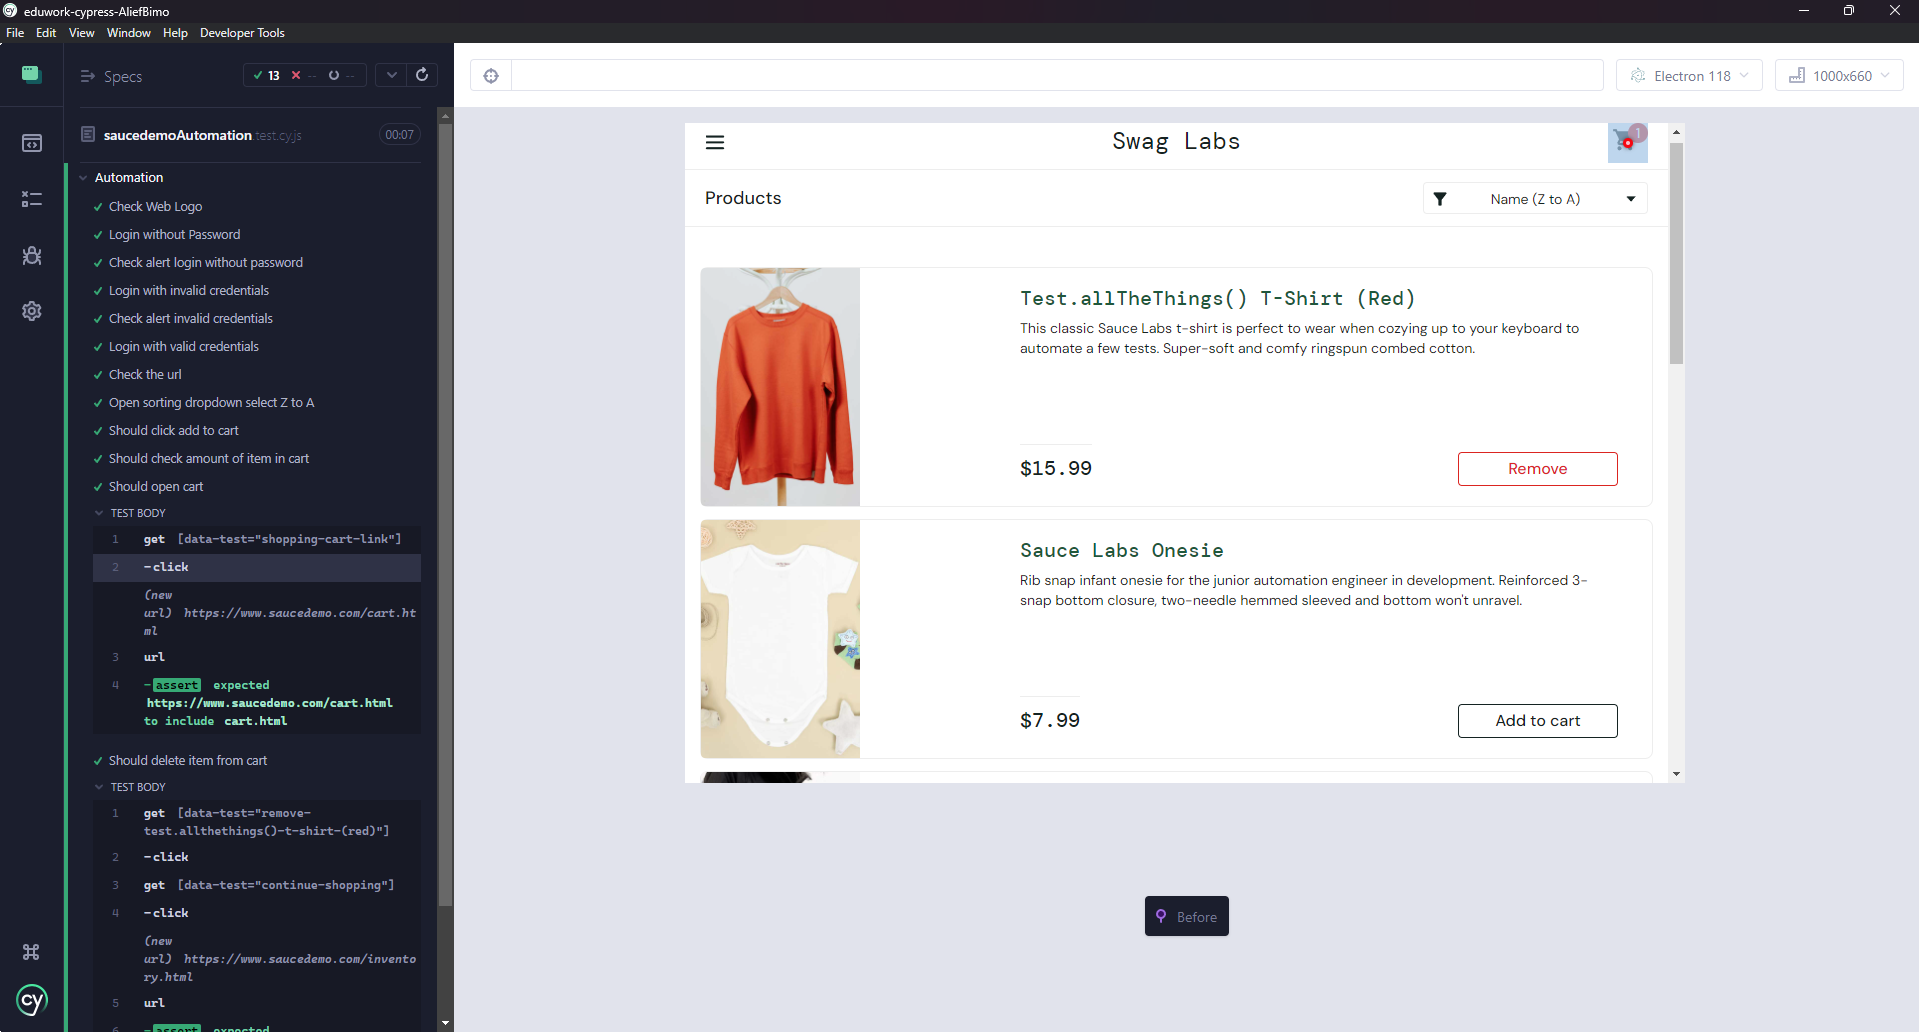 eduwork-cypress-AliefBimo
File Edit View Window Help Developer Tools
Specs
13 -- --
saucedemoAutomation.test.cy.js 00:07
Automation
Check Web Logo
Login without Password
Check alert login without password
Login with invalid credentials
Check alert invalid credentials
Login with valid credentials
Check the url
Open sorting dropdown select Z to A
Should click add to cart
Should check amount of item in cart
Should open cart
TEST BODY
1 get [data-test="shopping-cart-link"]
2 -click
(new
url) https://www.saucedemo.com/cart.ht
ml
3 url
4 -assert expected
https://www.saucedemo.com/cart.html
to include cart.html
Should delete item from cart
TEST BODY
1 get [data-test="remove-
test.allthethings()-t-shirt-(red)"]
2 -click
3 get [data-test="continue-shopping"]
4 -click
(new
url) https://www.saucedemo.com/invento
ry.html
5 url
6 -assert expected
cy
Electron 118
1000x660
Swag Labs
1
Products
Name (Z to A)
Test.allTheThings() T-Shirt (Red)
This classic Sauce Labs t-shirt is perfect to wear when cozying up to your keyboard to
automate a few tests. Super-soft and comfy ringspun combed cotton.
$15.99
Remove
Sauce Labs Onesie
Rib snap infant onesie for the junior automation engineer in development. Reinforced 3-
snap bottom closure, two-needle hemmed sleeved and bottom won't unravel.
$7.99
Add to cart
Before